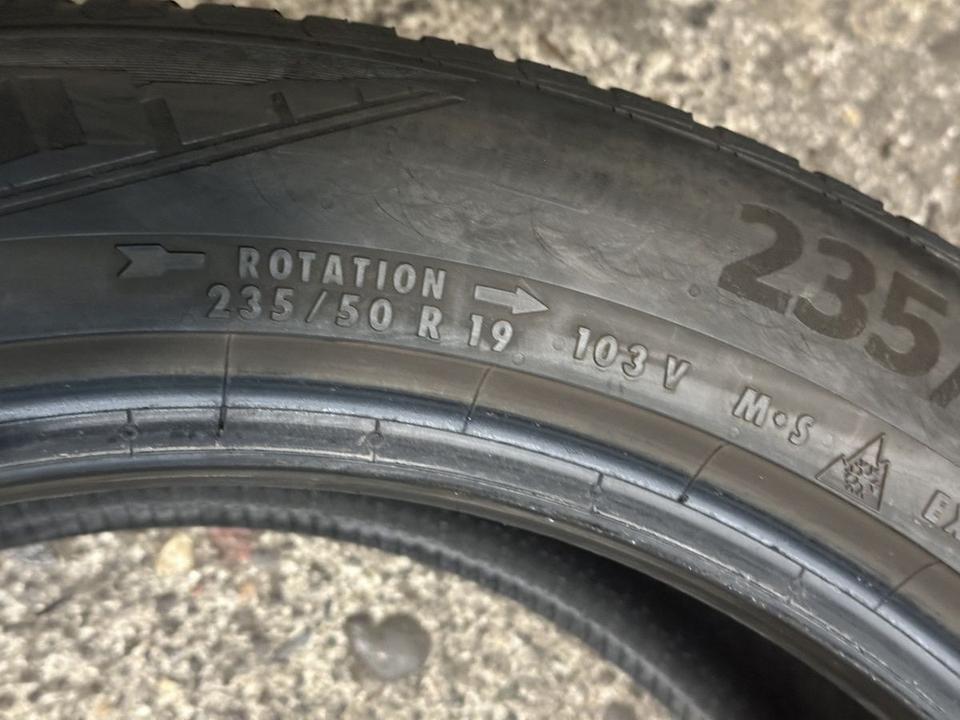 ROTATION
235/50 R 19 103 V M•S
235/